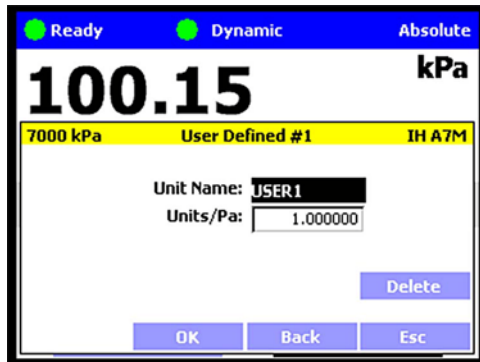 Ready Dynamic Absolute
100.15 kPa
7000 kPa User Defined #1 IH A7M
Unit Name: USER1
Units/Pa: 1.000000
Delete
OK Back Esc